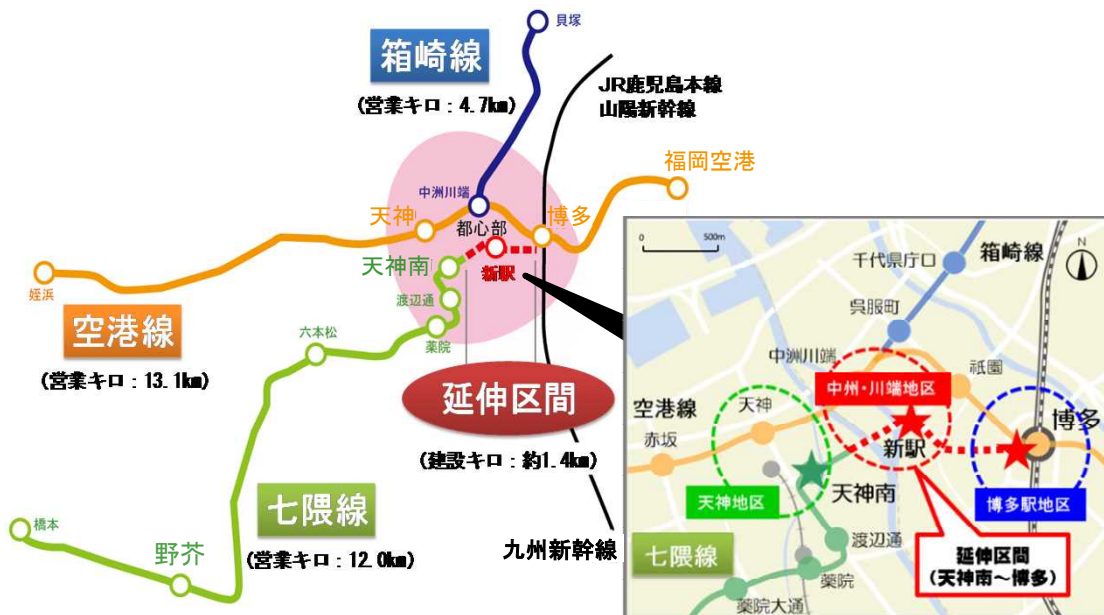 貝塚
箱崎線
(営業キロ:4.7km)
JR鹿児島本線
山陽新幹線
福岡空港
中洲川端
天神
博多
都心部
天神南
新駅
姪浜
渡辺通
六本松
薬院
空港線
(営業キロ:13.1km)
延伸区間
(建設キロ:約1.4km)
七隈線
(営業キロ:12.0km)
橋本
野芥
九州新幹線
0 500m
N
千代県庁口
箱崎線
呉服町
中洲川端
祇園
中州・川端地区
空港線
天神
博多
赤坂
新駅
天神南
天神地区
博多駅地区
七隈線
渡辺通
延伸区間
(天神南~博多)
薬院
薬院大通